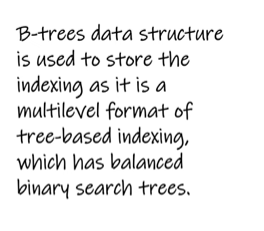 B-trees data structure
is used to store the
indexing as it is a
multilevel format of
tree-based indexing,
which has balanced
binary search trees.